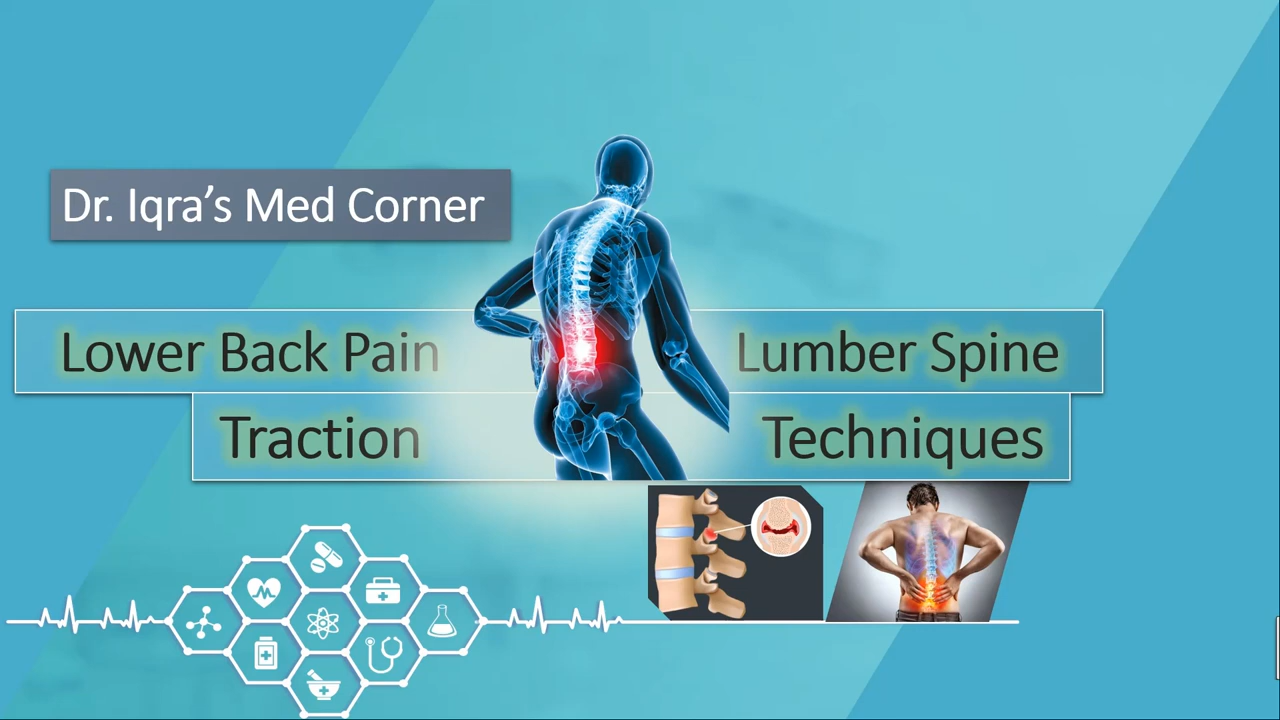 Dr. Iqra’s Med Corner
Lower Back Pain Lumber Spine
Traction Techniques